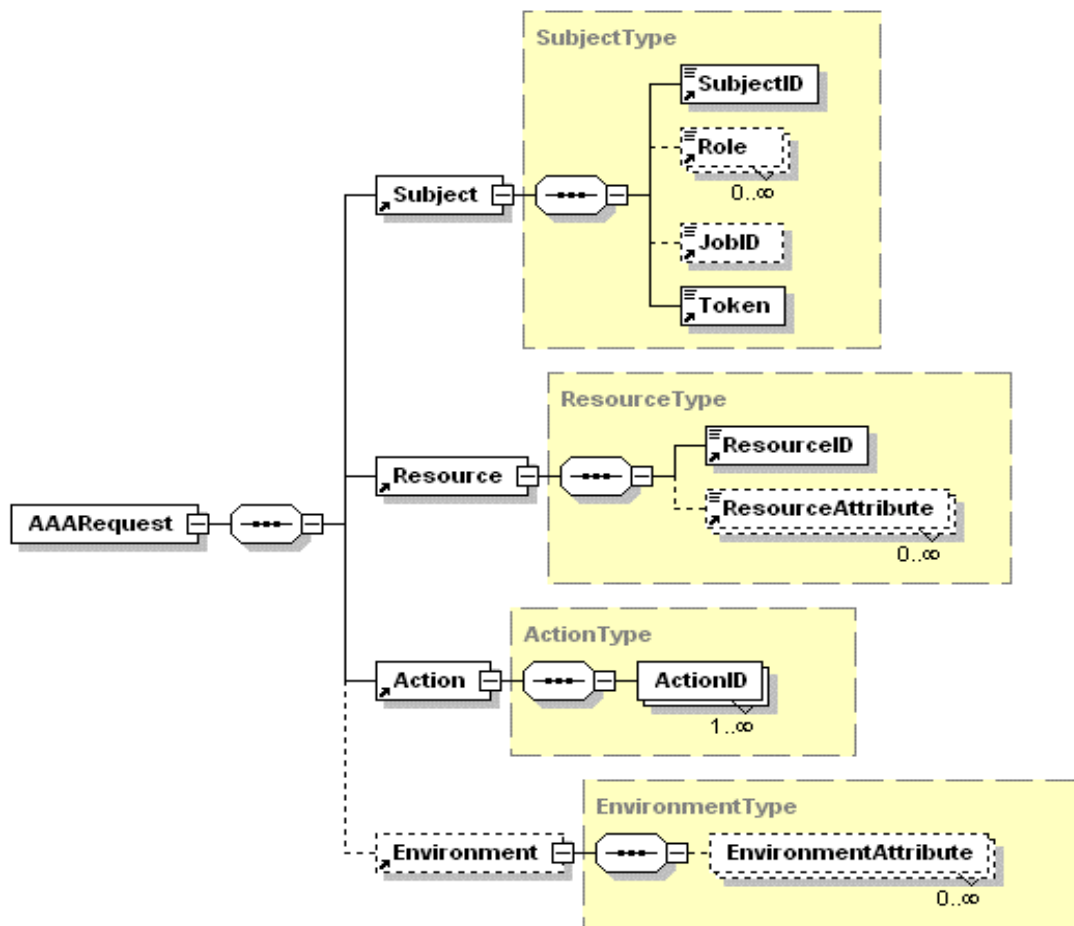 SubjectType
SubjectID
Role
0..∞
Subject
JobID
Token
ResourceType
ResourceID
Resource
ResourceAttribute
0..∞
AAARequest
ActionType
Action
ActionID
1..∞
EnvironmentType
Environment
EnvironmentAttribute
0..∞